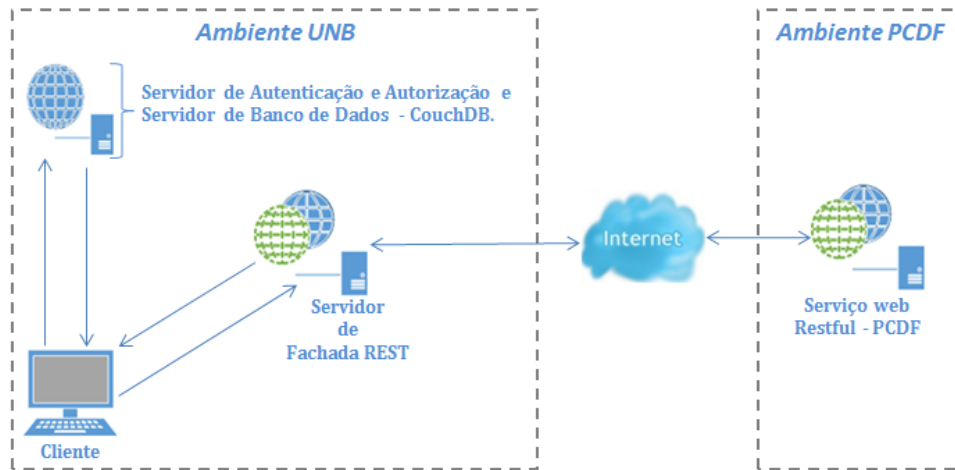 Ambiente UNB
Ambiente PCDF
Servidor de Autenticação e Autorização e
Servidor de Banco de Dados - CouchDB.
Internet
Servidor
de
Fachada REST
Serviço web
Restful - PCDF
Cliente